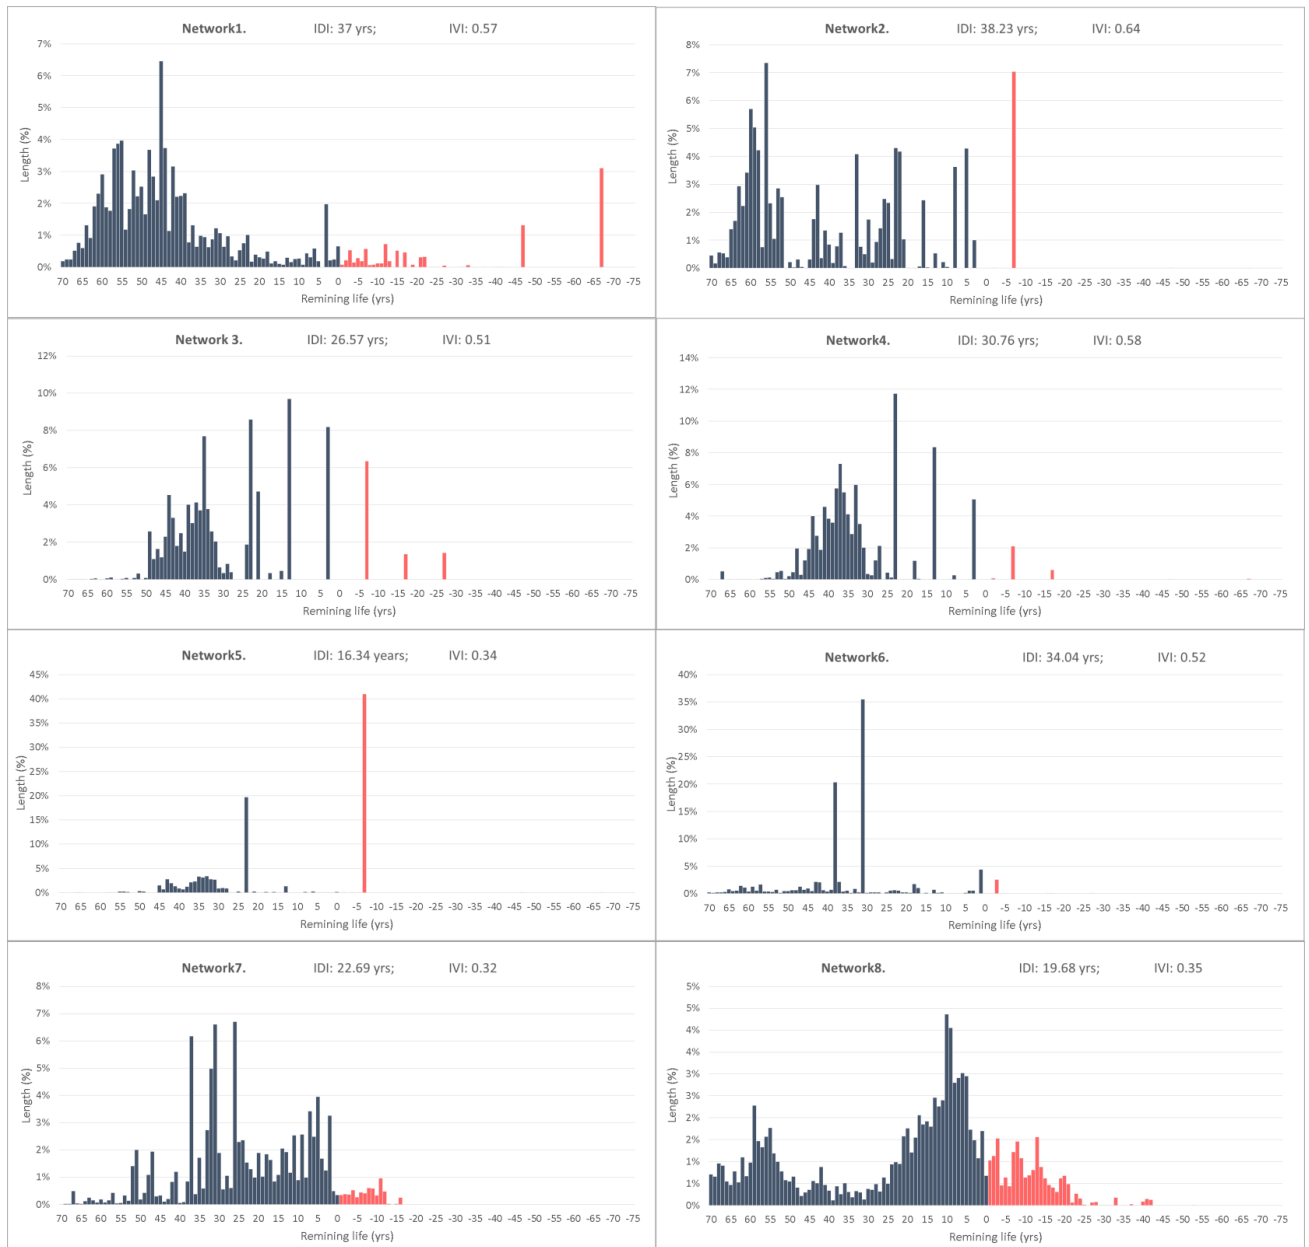 Network1. IDI: 37 yrs; IVI: 0.57
7%
6%
5%
4%
3%
2%
1%
0%
Length (%)
70 65 60 55 50 45 40 35 30 25 20 15 10 5 0 -5 -10 -15 -20 -25 -30 -35 -40 -45 -50 -55 -60 -65 -70 -75
Remining life (yrs)
Network2. IDI: 38.23 yrs; IVI: 0.64
8%
7%
6%
5%
4%
3%
2%
1%
0%
Length (%)
70 65 60 55 50 45 40 35 30 25 20 15 10 5 0 -5 -10 -15 -20 -25 -30 -35 -40 -45 -50 -55 -60 -65 -70 -75
Remining life (yrs)
Network 3. IDI: 26.57 yrs; IVI: 0.51
12%
10%
8%
6%
4%
2%
0%
Length (%)
70 65 60 55 50 45 40 35 30 25 20 15 10 5 0 -5 -10 -15 -20 -25 -30 -35 -40 -45 -50 -55 -60 -65 -70 -75
Remining life (yrs)
Network4. IDI: 30.76 yrs; IVI: 0.58
14%
12%
10%
8%
6%
4%
2%
0%
Length (%)
70 65 60 55 50 45 40 35 30 25 20 15 10 5 0 -5 -10 -15 -20 -25 -30 -35 -40 -45 -50 -55 -60 -65 -70 -75
Remining life (yrs)
Network5. IDI: 16.34 years; IVI: 0.34
45%
40%
35%
30%
25%
20%
15%
10%
5%
0%
Length (%)
70 65 60 55 50 45 40 35 30 25 20 15 10 5 0 -5 -10 -15 -20 -25 -30 -35 -40 -45 -50 -55 -60 -65 -70 -75
Remining life (yrs)
Network6. IDI: 34.04 yrs; IVI: 0.52
40%
35%
30%
25%
20%
15%
10%
5%
0%
Length (%)
70 65 60 55 50 45 40 35 30 25 20 15 10 5 0 -5 -10 -15 -20 -25 -30 -35 -40 -45 -50 -55 -60 -65 -70 -75
Remining life (yrs)
Network7. IDI: 22.69 yrs; IVI: 0.32
8%
7%
6%
5%
4%
3%
2%
1%
0%
Length (%)
70 65 60 55 50 45 40 35 30 25 20 15 10 5 0 -5 -10 -15 -20 -25 -30 -35 -40 -45 -50 -55 -60 -65 -70 -75
Remining life (yrs)
Network8. IDI: 19.68 yrs; IVI: 0.35
5%
5%
4%
4%
3%
3%
2%
2%
1%
1%
0%
Length (%)
70 65 60 55 50 45 40 35 30 25 20 15 10 5 0 -5 -10 -15 -20 -25 -30 -35 -40 -45 -50 -55 -60 -65 -70 -75
Remining life (yrs)